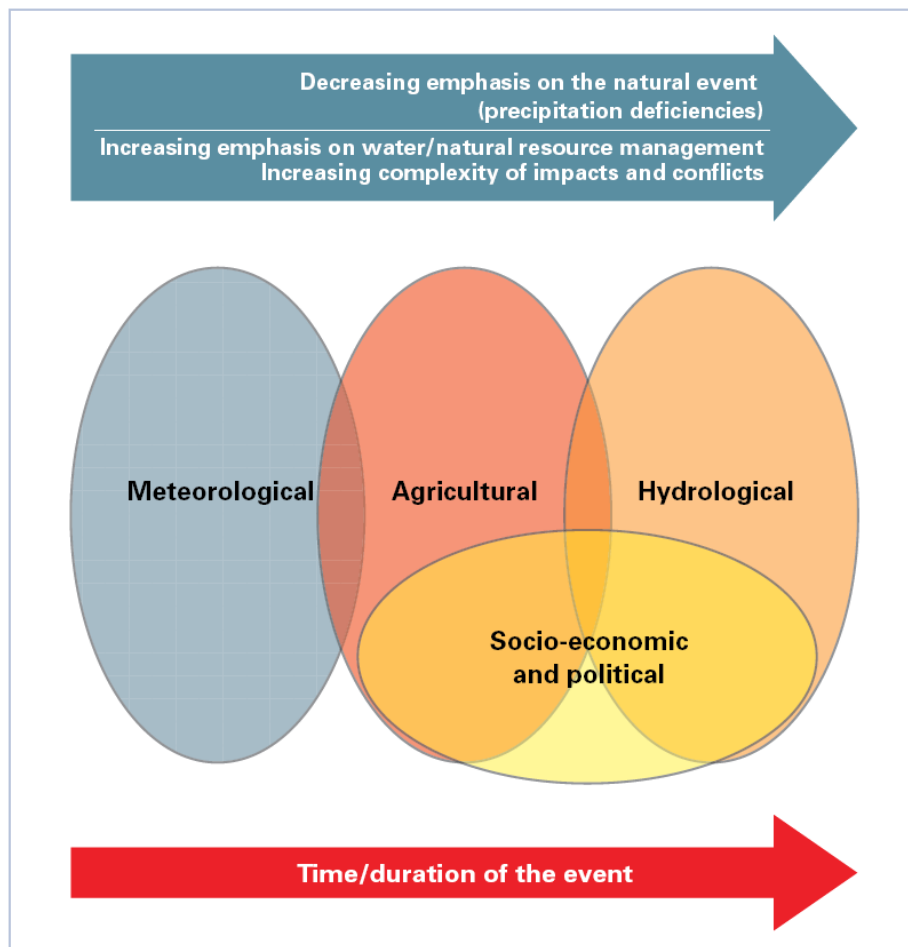 Decreasing emphasis on the natural event
(precipitation deficiencies)
Increasing emphasis on water/natural resource management
Increasing complexity of impacts and conflicts
Meteorological
Agricultural
Hydrological
Socio-economic
and political
Time/duration of the event